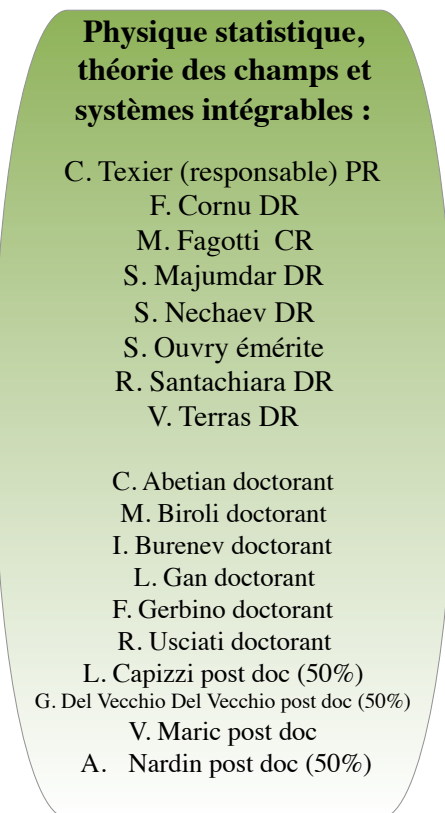 Physique statistique,
théorie des champs et
systèmes intégrables :
C. Texier (responsable) PR
F. Cornu DR
M. Fagotti CR
S. Majumdar DR
S. Nechaev DR
S. Ouvry émérite
R. Santachiara DR
V. Terras DR
C. Abetian doctorant
M. Biroli doctorant
I. Burenev doctorant
L. Gan doctorant
F. Gerbino doctorant
R. Usciati doctorant
L. Capizzi post doc (50%)
G. Del Vecchio Del Vecchio post doc (50%)
V. Maric post doc
A. Nardin post doc (50%)